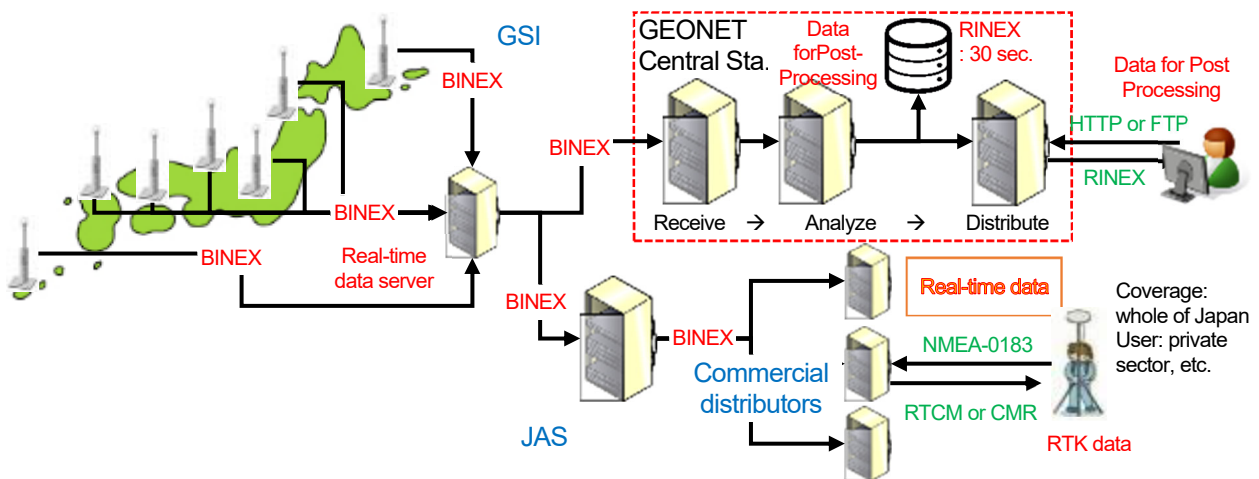 GSI
BINEX
BINEX
BINEX
Real-time
data server
BINEX
GEONET
Central Sta.
Data
forPost-
Processing
RINEX
: 30 sec.
Receive → Analyze → Distribute
Data for Post
Processing
HTTP or FTP
RINEX
BINEX
JAS
BINEX
Commercial
distributors
Real-time data
NMEA-0183
RTCM or CMR
RTK data
Coverage:
whole of Japan
User: private
sector, etc.